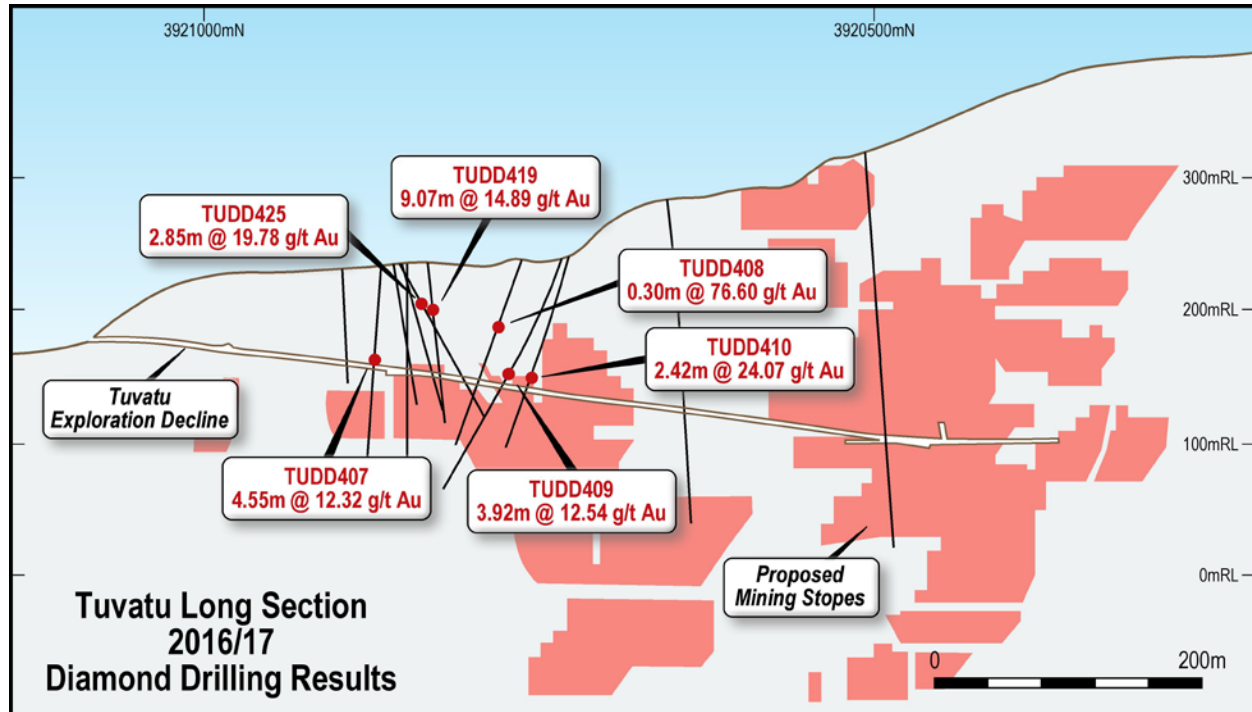 3921000mN
3920500mN
TUDD419
9.07m @ 14.89 g/t Au
TUDD425
2.85m @ 19.78 g/t Au
300mRL
TUDD408
0.30m @ 76.60 g/t Au
200mRL
TUDD410
2.42m @ 24.07 g/t Au
Tuvatu
Exploration Decline
100mRL
TUDD407
4.55m @ 12.32 g/t Au
TUDD409
3.92m @ 12.54 g/t Au
Proposed
Mining Stopes
0mRL
Tuvatu Long Section
2016/17
Diamond Drilling Results
0
200m